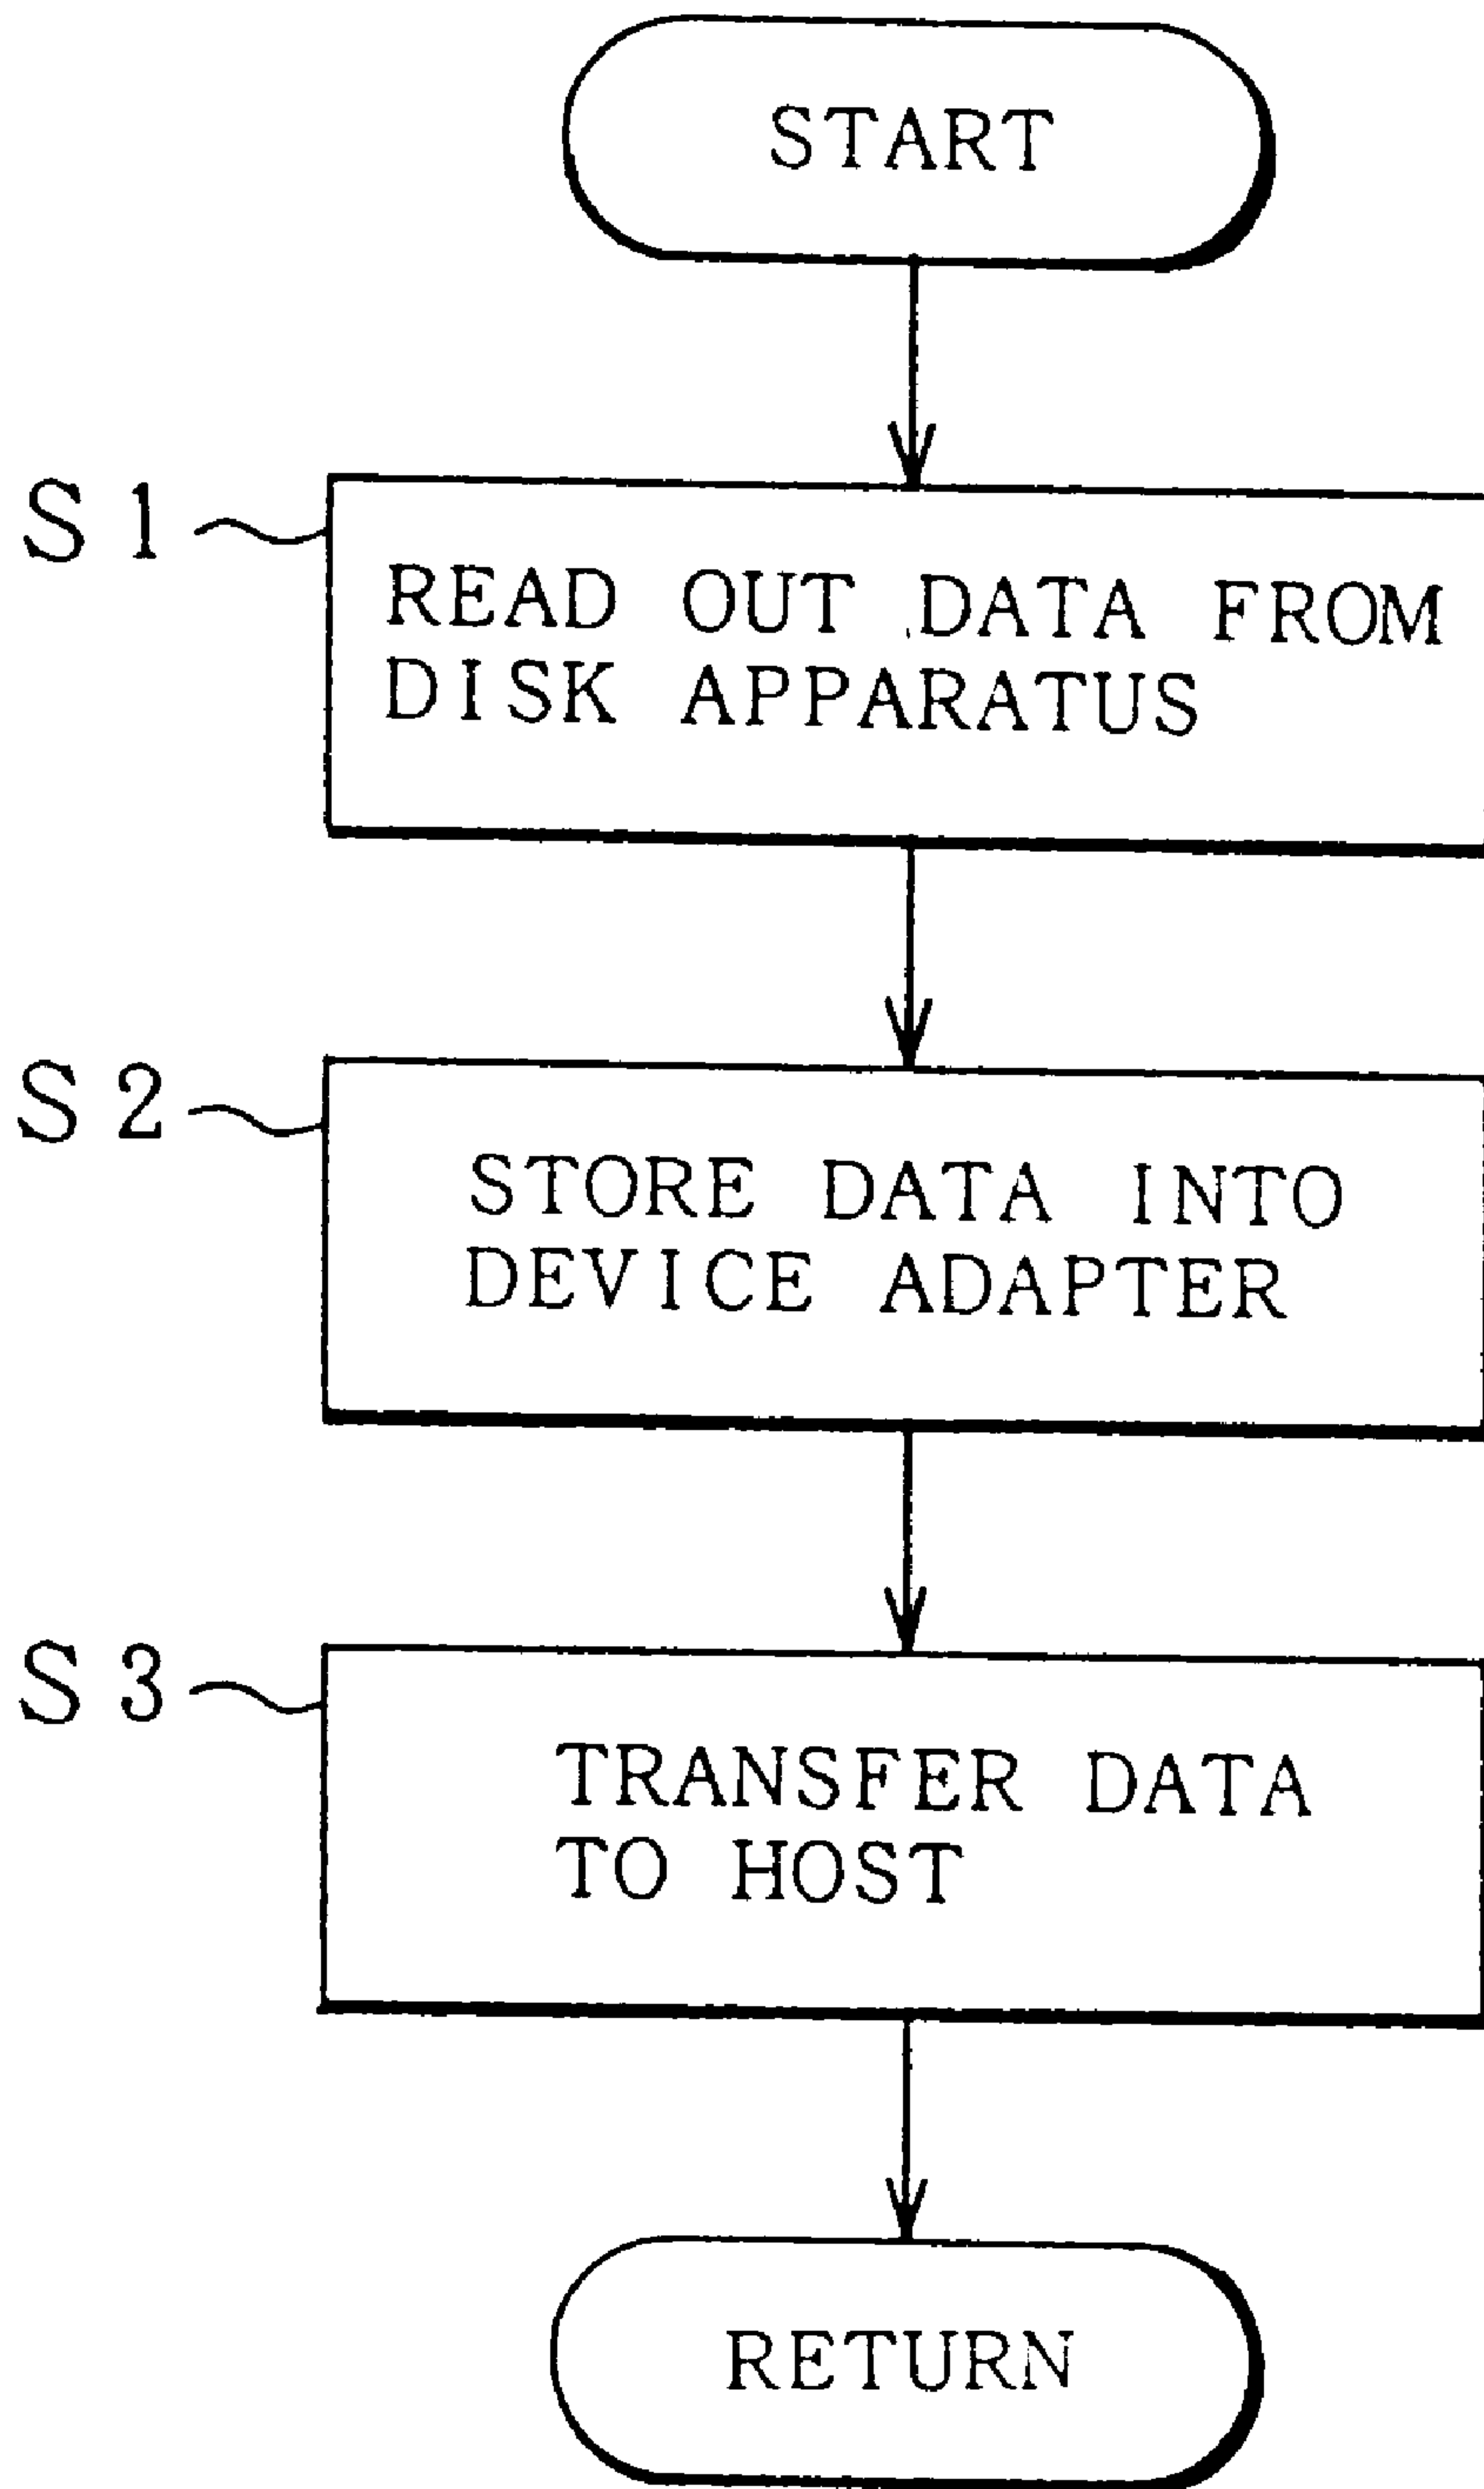 START
S1
READ OUT DATA FROM
DISK APPARATUS
S2
STORE DATA INTO
DEVICE ADAPTER
S3
TRANSFER DATA
TO HOST
RETURN